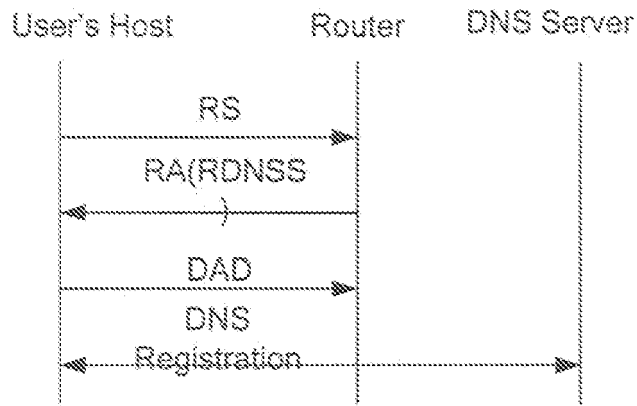 User's Host Router DNS Server
RS
RA(RDNSS
)
DAD
DNS
Registration